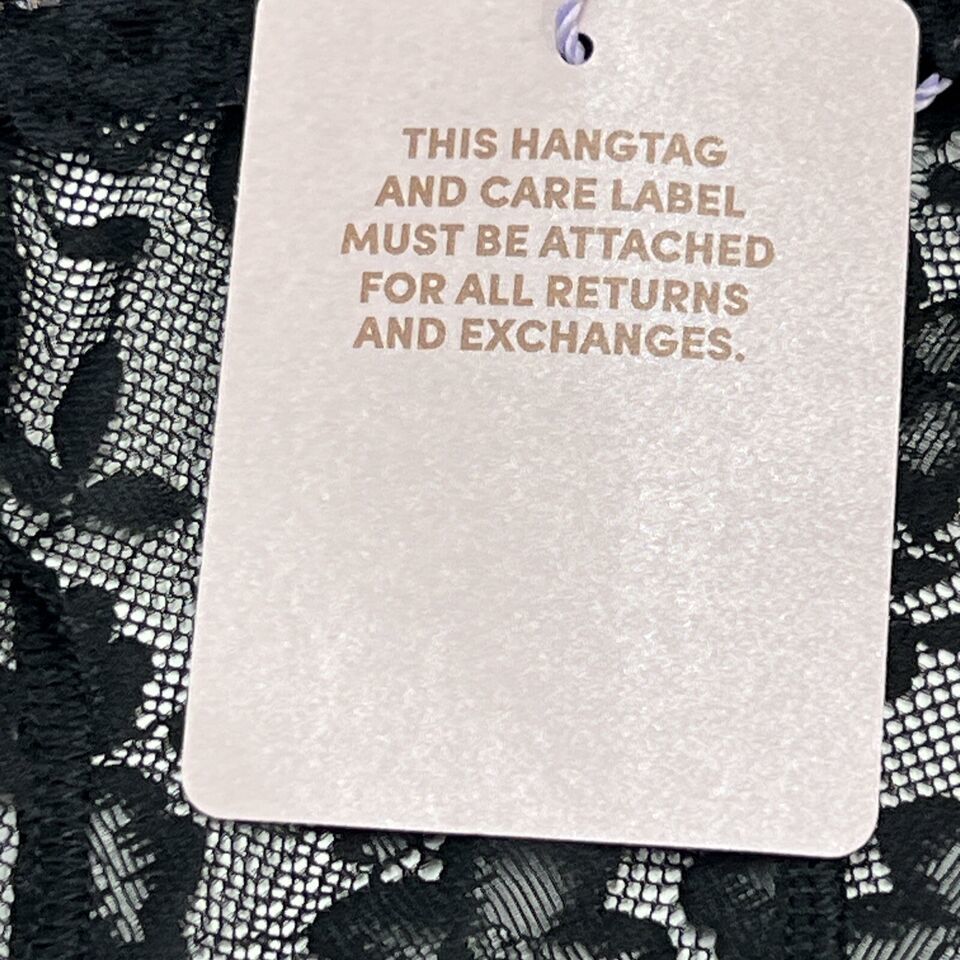 THIS HANGTAG
AND CARE LABEL
MUST BE ATTACHED
FOR ALL RETURNS
AND EXCHANGES.